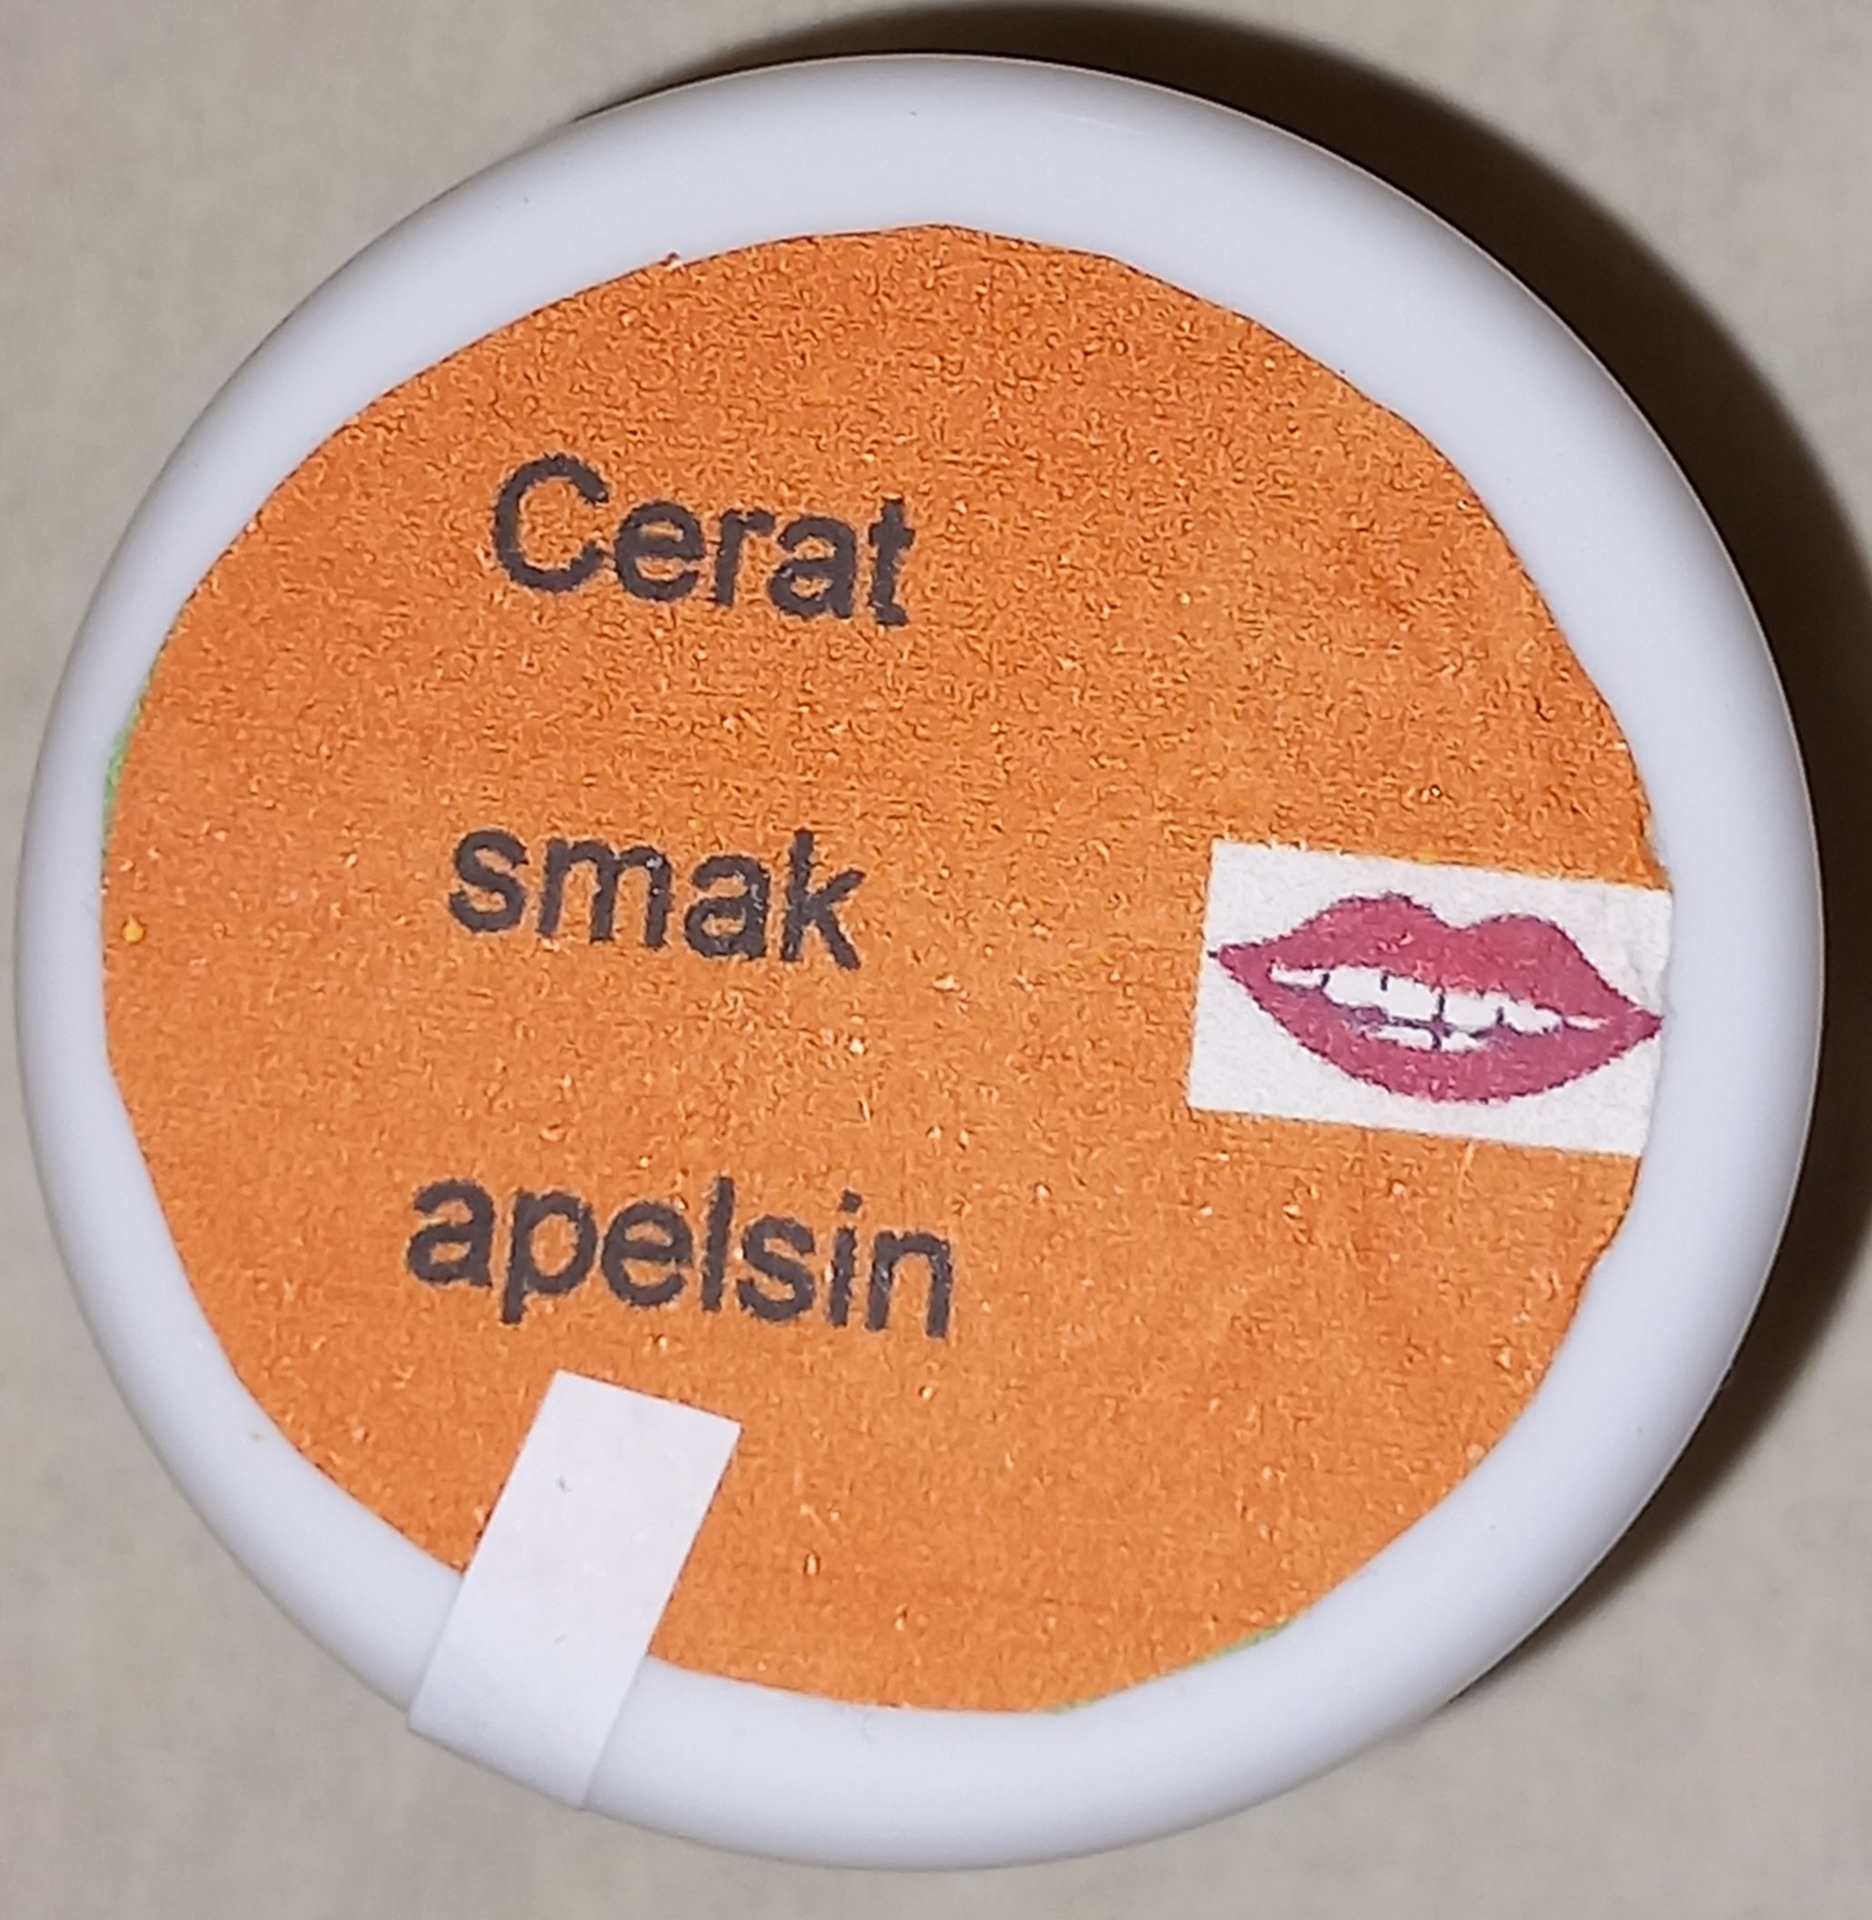 Cerat
smak
apelsin